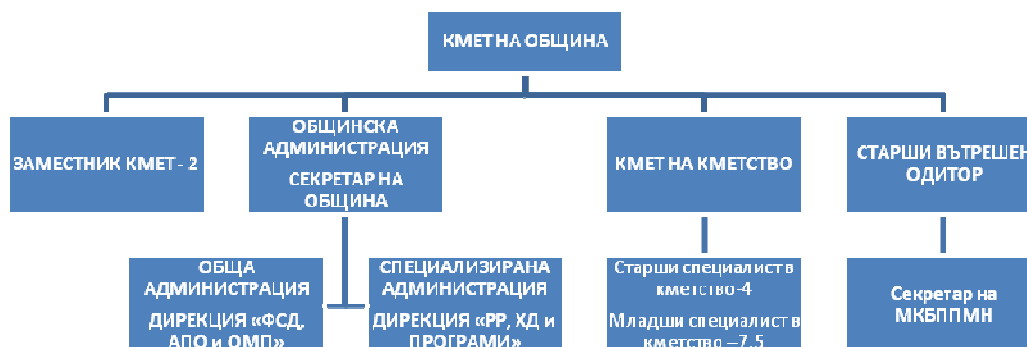 КМЕТ НА ОБЩИНА
ЗАМЕСТНИК КМЕТ - 2
ОБЩИНСКА
АДМИНИСТРАЦИЯ
СЕКРЕТАР НА
ОБЩИНА
КМЕТ НА КМЕТСТВО
СТАРШИ ВЪТРЕШЕН
ОДИТОР
ОБЩА
АДМИНИСТРАЦИЯ
ДИРЕКЦИЯ «ФСД,
АПО и ОМП»
СПЕЦИАЛИЗИРАНА
АДМИНИСТРАЦИЯ
ДИРЕКЦИЯ «РР, ХД и
ПРОГРАМИ»
Старши специалист в
кметство-4
Младши специалист в
кметство –7,5
Секретар на
МКБППМН